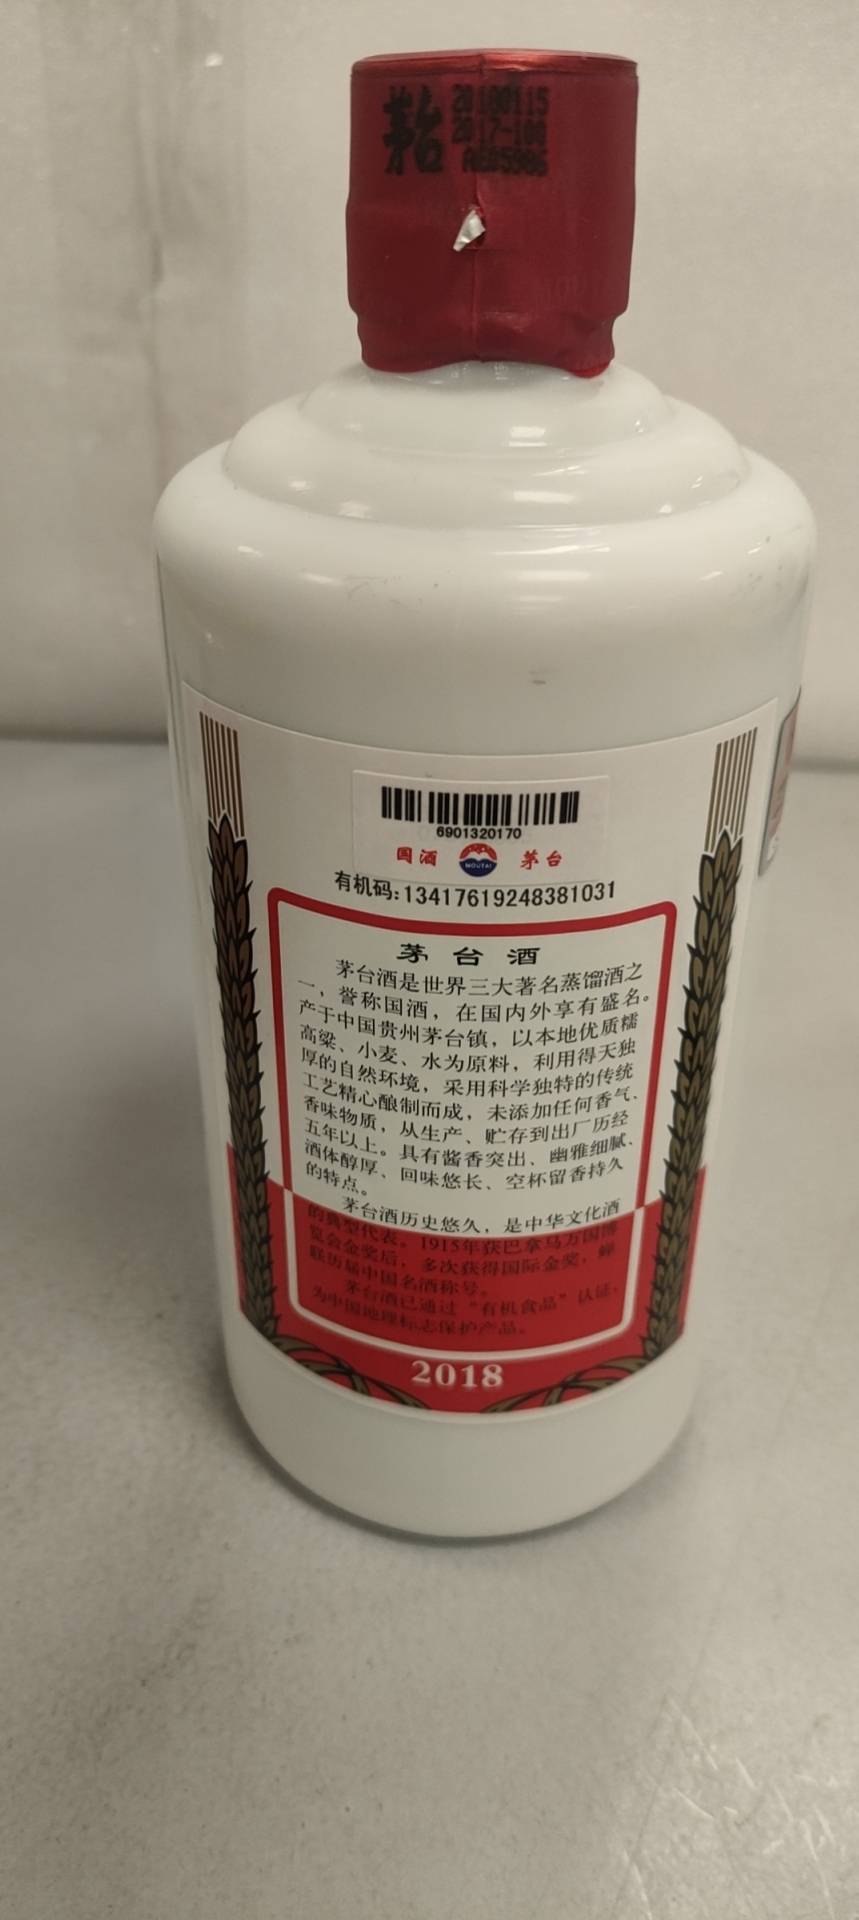 茅台
20180115
2017-100
6901320170
国酒 MOUTAI 茅台
有机码:13417619248381031
茅台酒
茅台酒是世界三大著名蒸馏酒之
一，誉称国酒，在国内外享有盛名。
产于中国贵州茅台镇，以本地优质糯
高粱、小麦、水为原料，利用得天独
厚的自然环境，采用科学独特的传统
工艺精心酿制而成，未添加任何香气、
香味物质，从生产、贮存到出厂历经
五年以上。具有酱香突出、幽雅细腻、
酒体醇厚、回味悠长、空杯留香持久
的特点。
茅台酒历史悠久，是中华文化酒
的典型代表。1915年获巴拿马万国博
览会金奖后，多次获得国际金奖，蝉
联历届中国名酒称号。
茅台酒已通过“有机食品”认证，
为中国地理标志保护产品。
2018